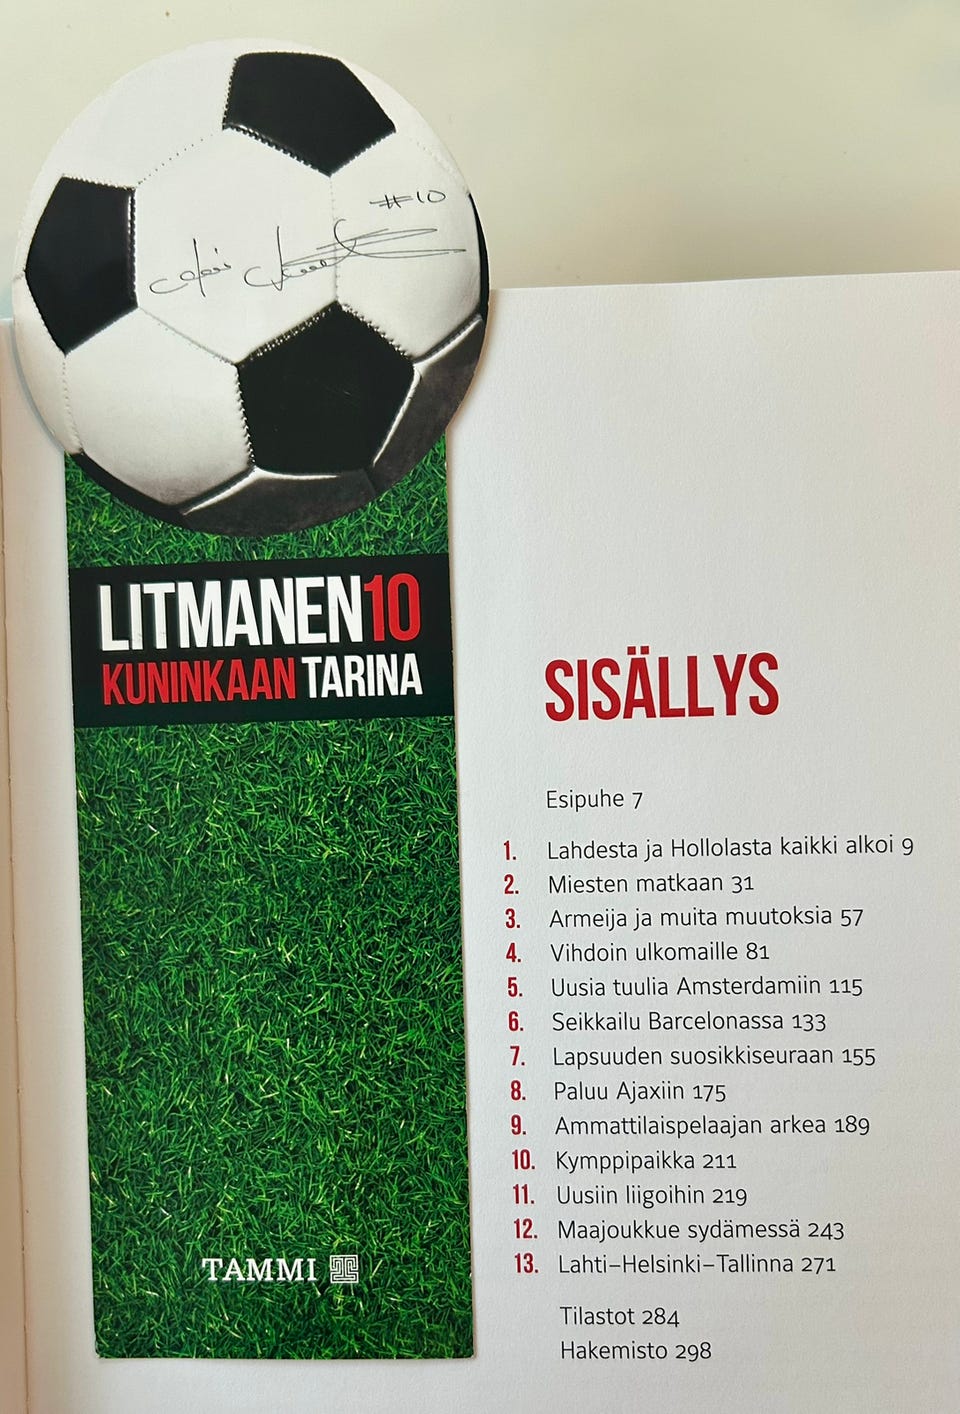 #10
LITMANEN10
KUNINKAAN TARINA
TAMMI
SISÄLLYS
Esipuhe 7
1. Lahdesta ja Hollolasta kaikki alkoi 9
2. Miesten matkaan 31
3. Armeija ja muita muutoksia 57
4. Vihdoin ulkomaille 81
5. Uusia tuulia Amsterdamiin 115
6. Seikkailu Barcelonassa 133
7. Lapsuuden suosikkiseuraan 155
8. Paluu Ajaxiin 175
9. Ammattilaispelaajan arkea 189
10. Kymppipaikka 211
11. Uusiin liigoihin 219
12. Maajoukkue sydämessä 243
13. Lahti–Helsinki–Tallinna 271
Tilastot 284
Hakemisto 298